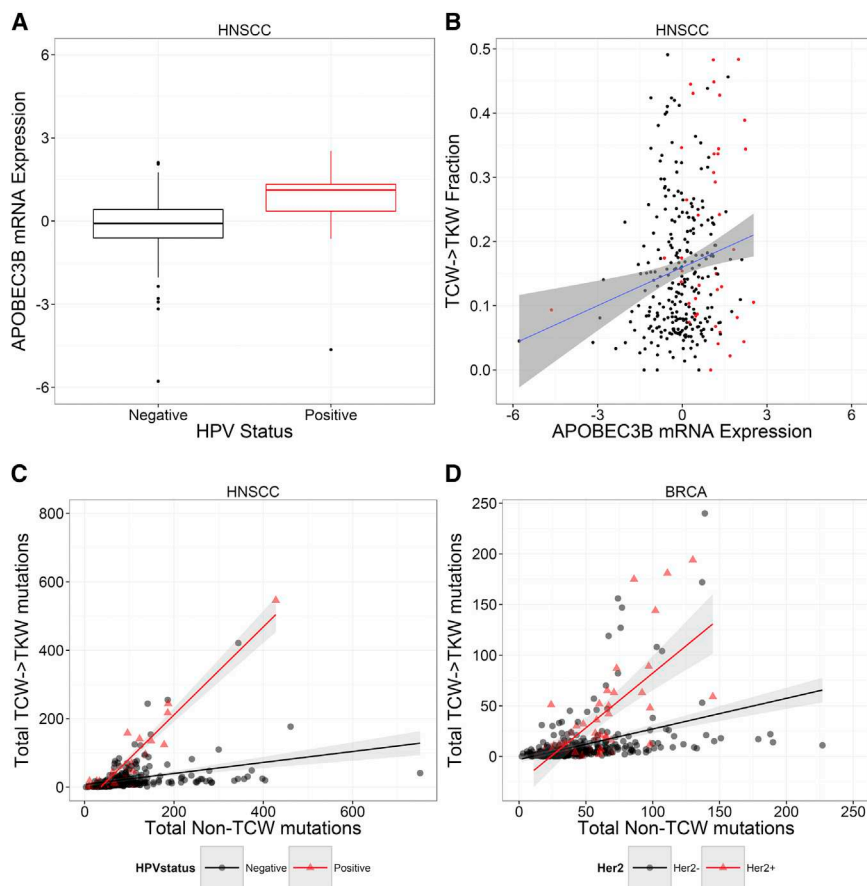 A
HNSCC
APOBEC3B mRNA Expression
6
3
0
-3
-6
Negative
Positive
HPV Status
B
HNSCC
TCW->TKW Fraction
0.5
0.4
0.3
0.2
0.1
0.0
-6
-3
0
3
6
APOBEC3B mRNA Expression
C
HNSCC
Total TCW->TKW mutations
800
600
400
200
0
0
200
400
600
Total Non-TCW mutations
HPVstatus
Negative
Positive
D
BRCA
Total TCW->TKW mutations
250
200
150
100
50
0
0
50
100
150
200
250
Total Non-TCW mutations
Her2
Her2-
Her2+